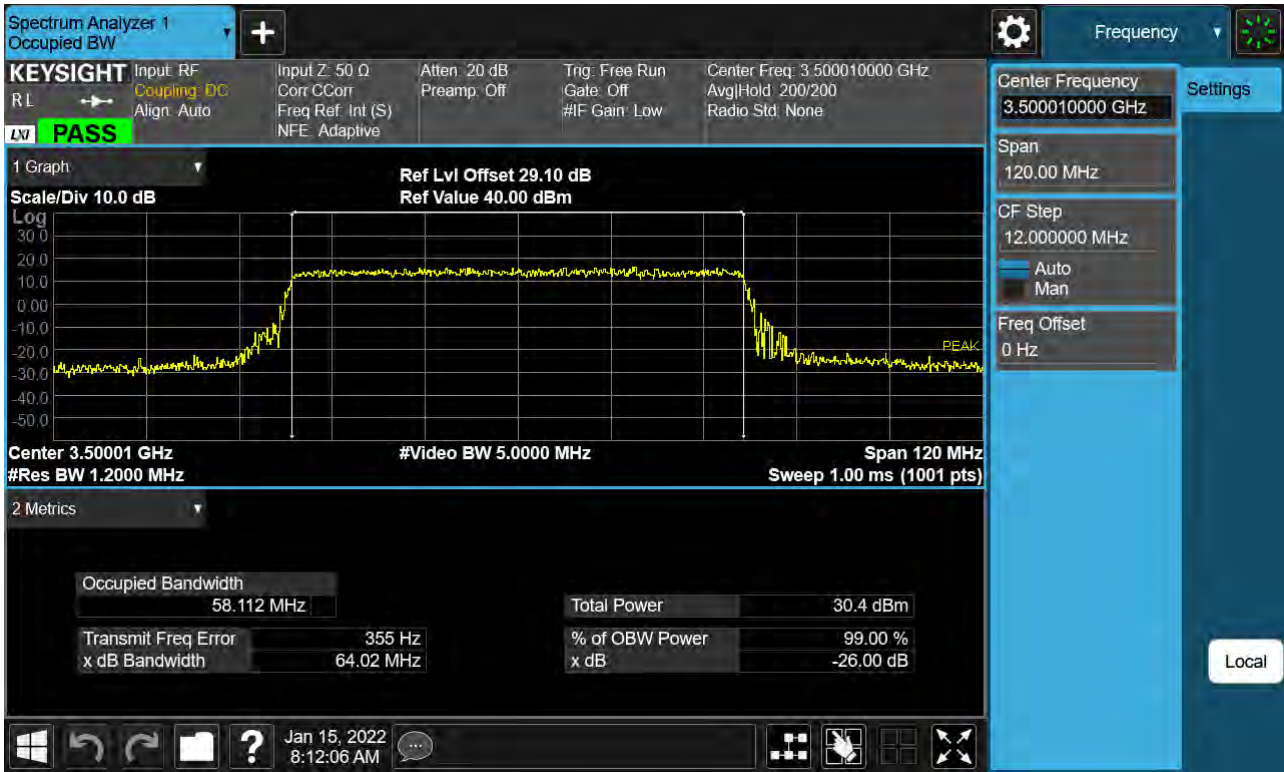 Spectrum Analyzer 1
Occupied BW
+
Frequency
KEYSIGHT
RL
LXI
PASS
Input: RF
Coupling: DC
Align: Auto
Input Z: 50 Ω
Corr CCorr
Freq Ref: Int (S)
NFE: Adaptive
Atten: 20 dB
Preamp: Off
Trig: Free Run
Gate: Off
#IF Gain: Low
Center Freq: 3.500010000 GHz
Avg|Hold: 200/200
Radio Std: None
Center Frequency
3.500010000 GHz
Settings
Span
120.00 MHz
CF Step
12.000000 MHz
Auto
Man
Freq Offset
0 Hz
Local
1 Graph
Scale/Div 10.0 dB
Ref Lvl Offset 29.10 dB
Ref Value 40.00 dBm
Log
30.0
20.0
10.0
0.00
-10.0
-20.0
-30.0
-40.0
-50.0
PEAK
Center 3.50001 GHz
#Video BW 5.0000 MHz
Span 120 MHz
#Res BW 1.2000 MHz
Sweep 1.00 ms (1001 pts)
2 Metrics
Occupied Bandwidth
58.112 MHz
Total Power 30.4 dBm
Transmit Freq Error 355 Hz
% of OBW Power 99.00 %
x dB Bandwidth 64.02 MHz
x dB -26.00 dB
?
Jan 15, 2022
8:12:06 AM